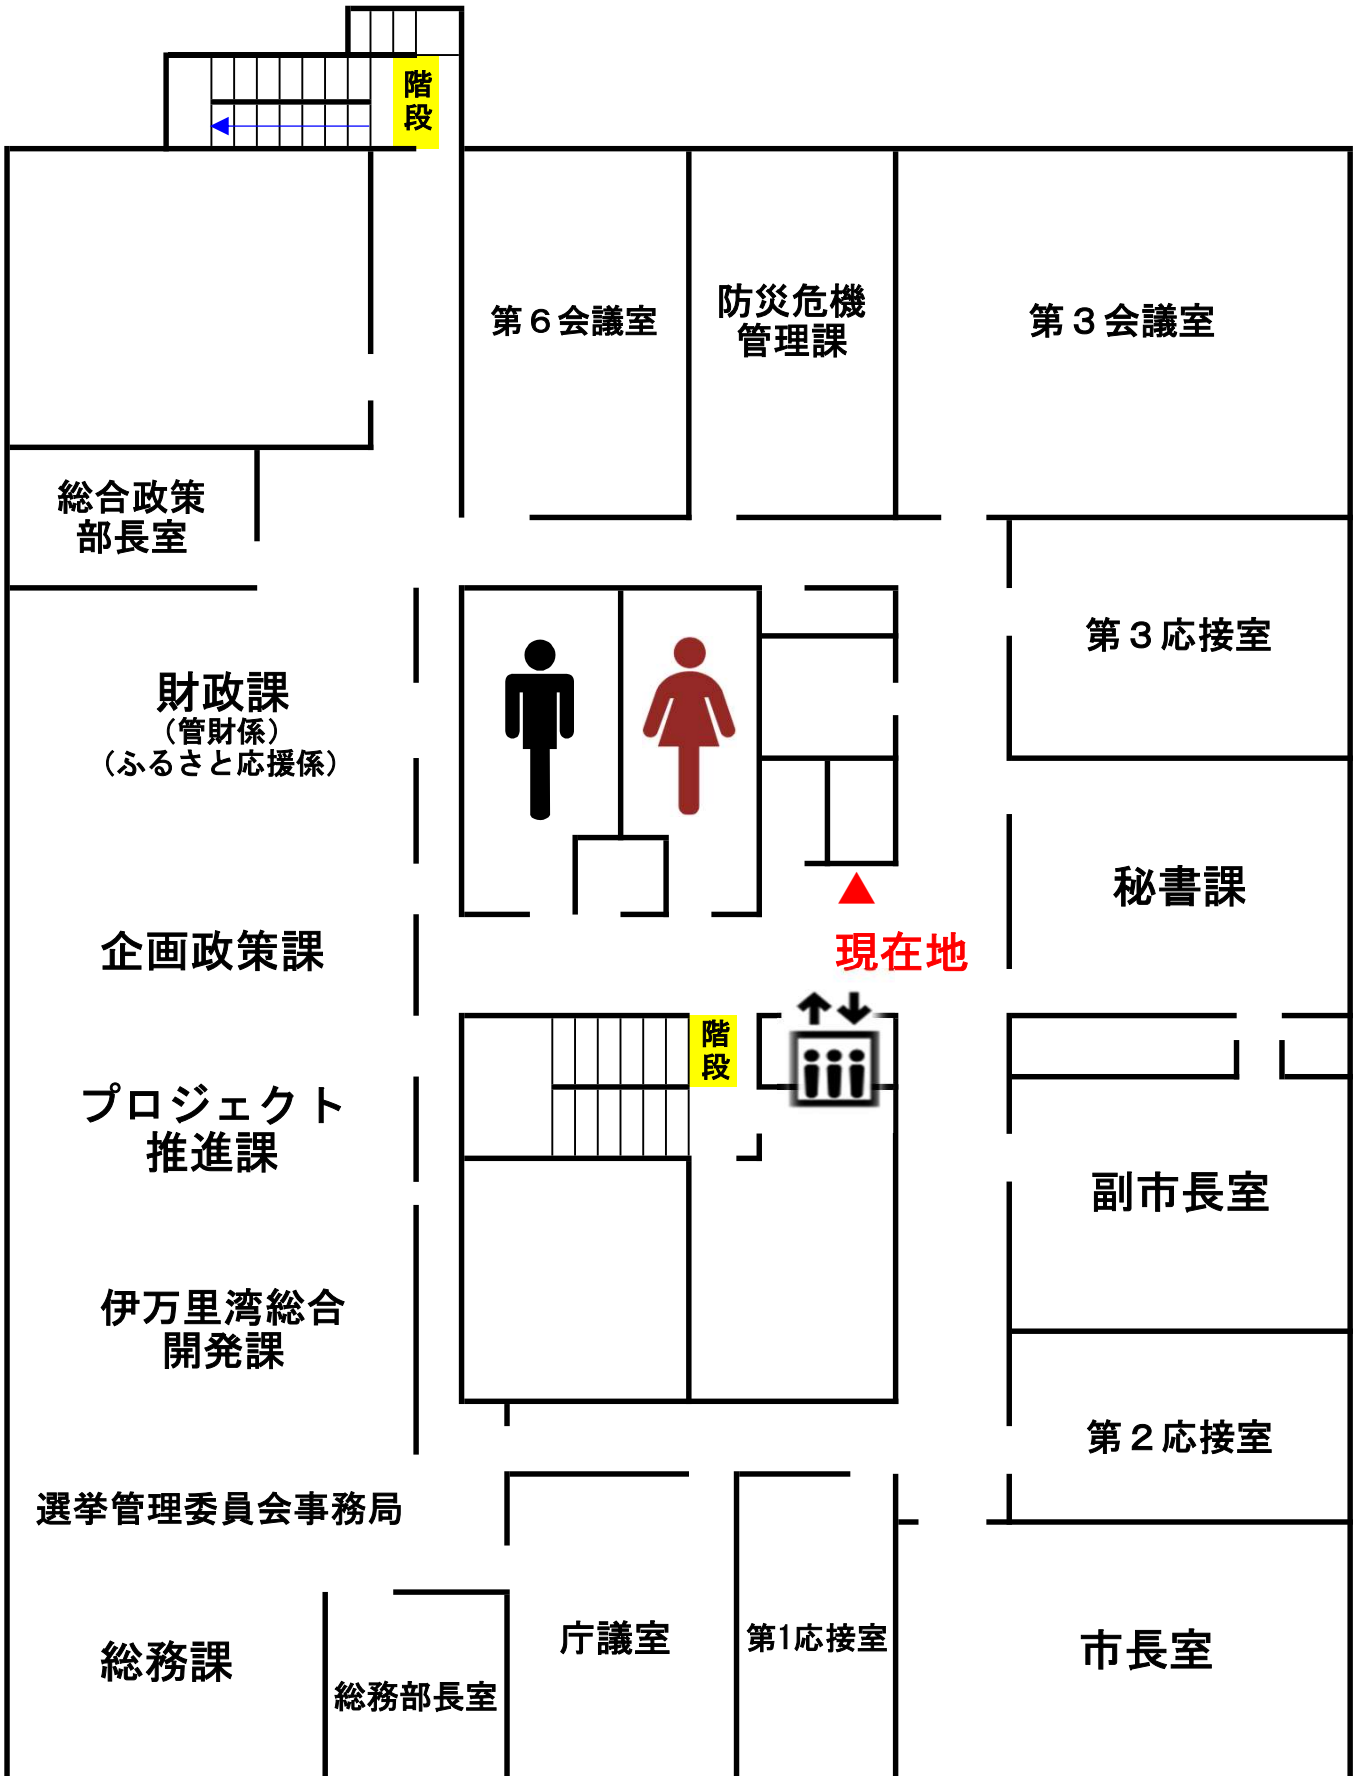 階
段
第６会議室
防災危機
管理課
第３会議室
総合政策
部長室
第３応接室
財政課
（管財係）
（ふるさと応援係）
秘書課
企画政策課
現在地
階
段
プロジェクト
推進課
副市長室
伊万里湾総合
開発課
第２応接室
選挙管理委員会事務局
総務課
総務部長室
庁議室
第1応接室
市長室